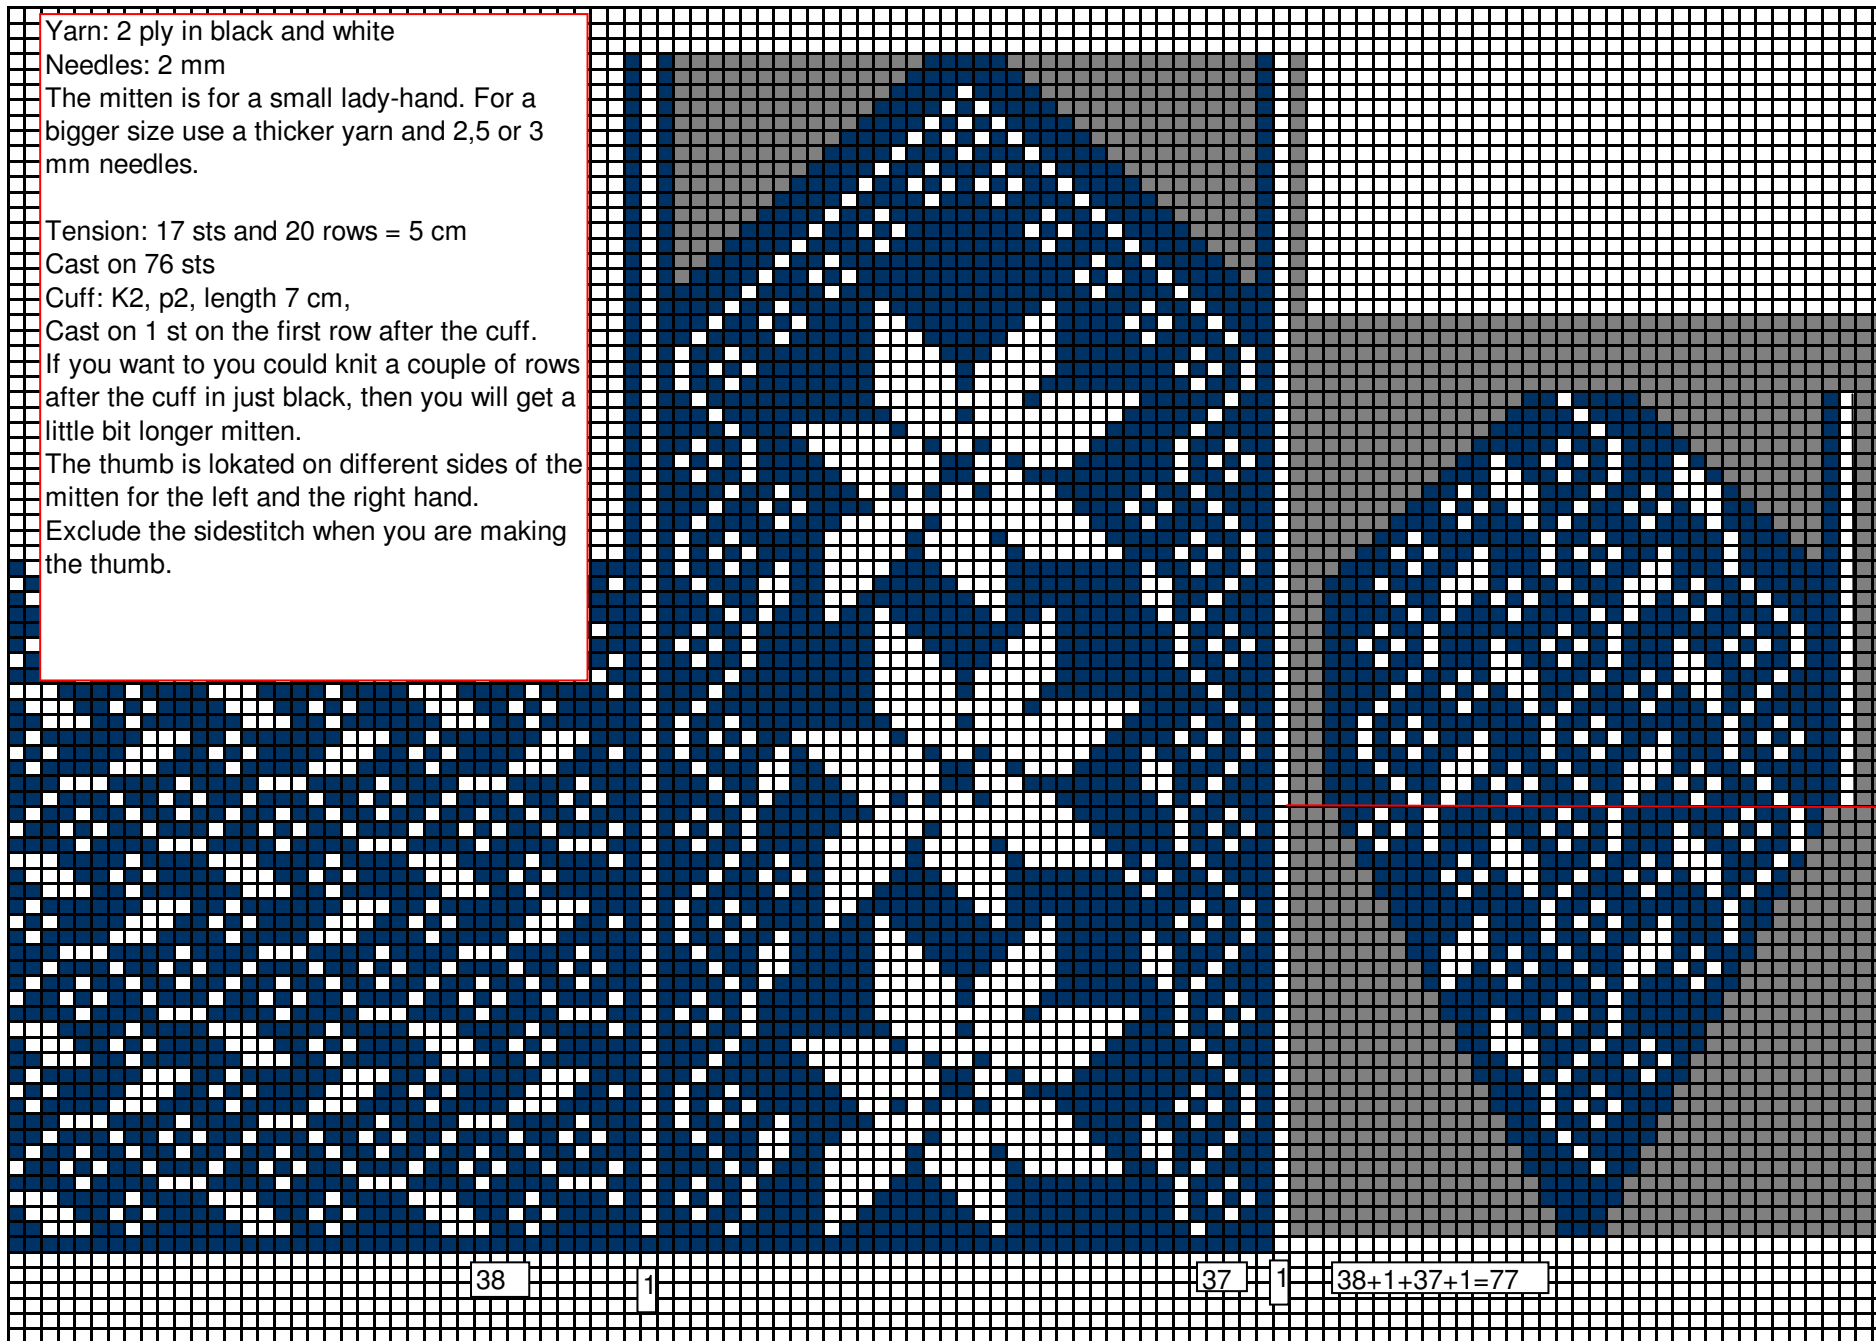 Yarn: 2 ply in black and white
Needles: 2 mm
The mitten is for a small lady-hand. For a
bigger size use a thicker yarn and 2,5 or 3
mm needles.
Tension: 17 sts and 20 rows = 5 cm
Cast on 76 sts
Cuff: K2, p2, length 7 cm,
Cast on 1 st on the first row after the cuff.
If you want to you could knit a couple of rows
after the cuff in just black, then you will get a
little bit longer mitten.
The thumb is lokated on different sides of the
mitten for the left and the right hand.
Exclude the sidestitch when you are making
the thumb.
38
1
37
1
38+1+37+1=77